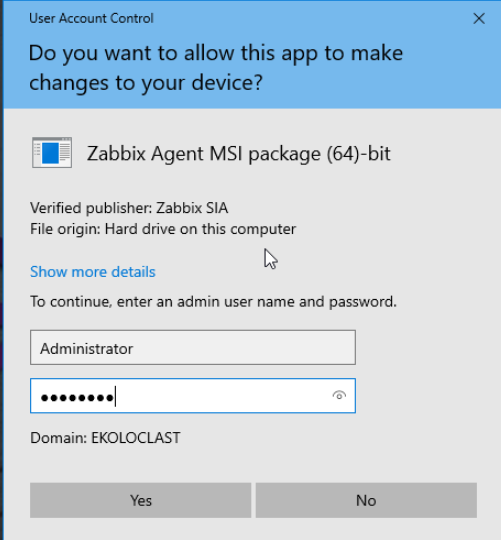 User Account Control
Do you want to allow this app to make
changes to your device?
Zabbix Agent MSI package (64)-bit
Verified publisher: Zabbix SIA
File origin: Hard drive on this computer
Show more details
To continue, enter an admin user name and password.
Administrator
••••••••
Domain: EKOLOCLAST
Yes
No